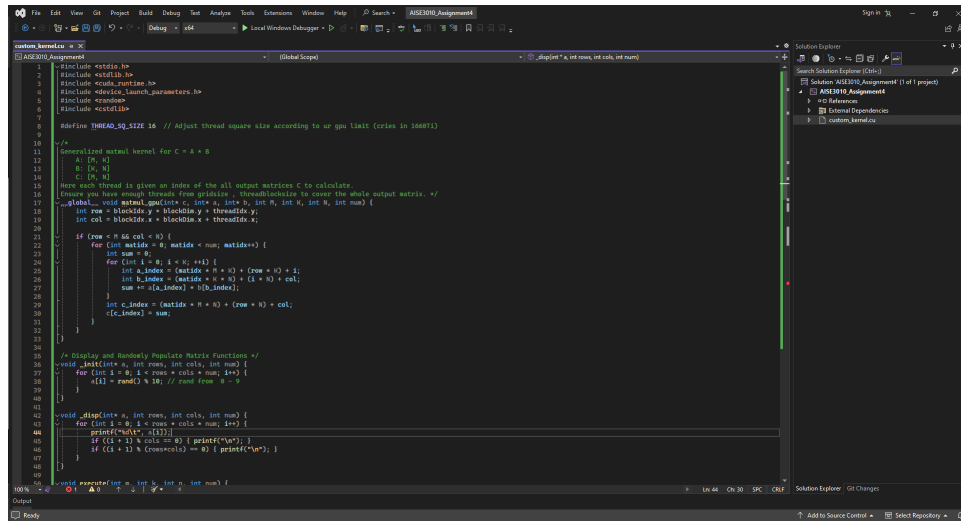 File Edit View Git Project Build Debug Test Analyze Tools Extensions Window Help Search AISE3010_Assignment4 Sign in
Debug x64 Local Windows Debugger
custom_kernel.cu
AISE3010_Assignment4 (Global Scope) _disp(int * a, int rows, int cols, int num)
1 #include <stdio.h>
2 #include <stdlib.h>
3 #include <cuda_runtime.h>
4 #include <device_launch_parameters.h>
5 #include <random>
6 #include <cstdlib>
7
8 #define THREAD_SQ_SIZE 16 // Adjust thread square size according to ur gpu limit (cries in 1660Ti)
9
10 /*
11 Generalized matmul kernel for C = A * B
12 A: [M, K]
13 B: [K, N]
14 C: [M, N]
15 Here each thread is given an index of the all output matrices C to calculate.
16 Ensure you have enough threads from gridsize , threadblocksize to cover the whole output matrix. */
17 __global__ void matmul_gpu(int* c, int* a, int* b, int M, int K, int N, int num) {
18 int row = blockIdx.y * blockDim.y + threadIdx.y;
19 int col = blockIdx.x * blockDim.x + threadIdx.x;
20
21 if (row < M && col < N) {
22 for (int matidx = 0; matidx < num; matidx++) {
23 int sum = 0;
24 for (int i = 0; i < K; ++i) {
25 int a_index = (matidx * M * K) + (row * K) + i;
26 int b_index = (matidx * K * N) + (i * N) + col;
27 sum += a[a_index] * b[b_index];
28 }
29 int c_index = (matidx * M * N) + (row * N) + col;
30 c[c_index] = sum;
31 }
32 }
33 }
34
35 /* Display and Randomly Populate Matrix Functions */
36 void _init(int* a, int rows, int cols, int num) {
37 for (int i = 0; i < rows * cols * num; i++) {
38 a[i] = rand() % 10; // rand from 0 - 9
39 }
40 }
41
42 void _disp(int* a, int rows, int cols, int num) {
43 for (int i = 0; i < rows * cols * num; i++) {
44 printf("%d\t", a[i]);
45 if ((i + 1) % cols == 0) { printf("\n"); }
46 if ((i + 1) % (rows*cols) == 0) { printf("\n"); }
47 }
48 }
49
50 void execute(int m, int k, int n, int num) {
100% 1 0 Ln: 44 Ch: 30 SPC CRLF
Output
Ready
Solution Explorer
Search Solution Explorer (Ctrl+;)
Solution 'AISE3010_Assignment4' (1 of 1 project)
AISE3010_Assignment4
References
External Dependencies
custom_kernel.cu
Solution Explorer Git Changes
Add to Source Control Select Repository